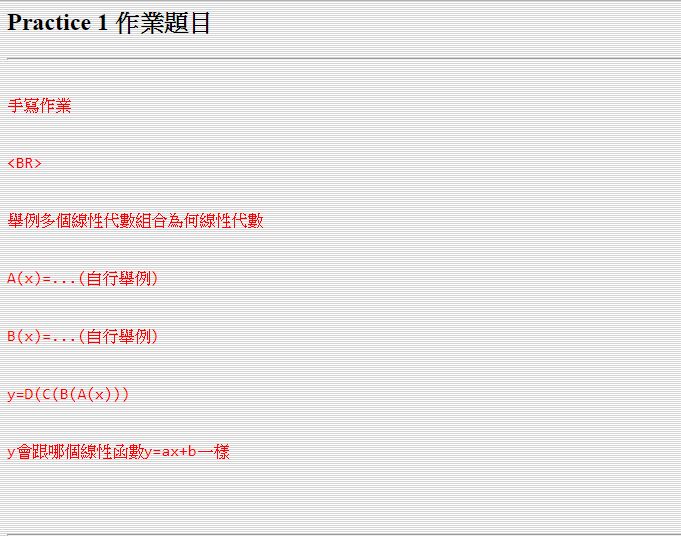 Practice 1 作業題目
手寫作業
<BR>
舉例多個線性代數組合為何線性代數
A(x)=...(自行舉例)
B(x)=...(自行舉例)
y=D(C(B(A(x)))
y會跟哪個線性函數y=ax+b一樣